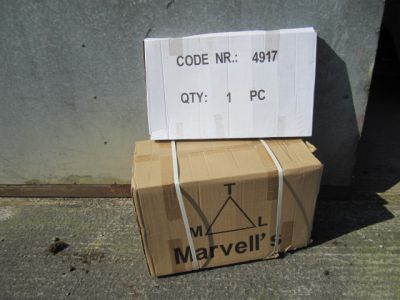 CODE NR.: 4917
QTY: 1 PC
T
M L
Marvell's